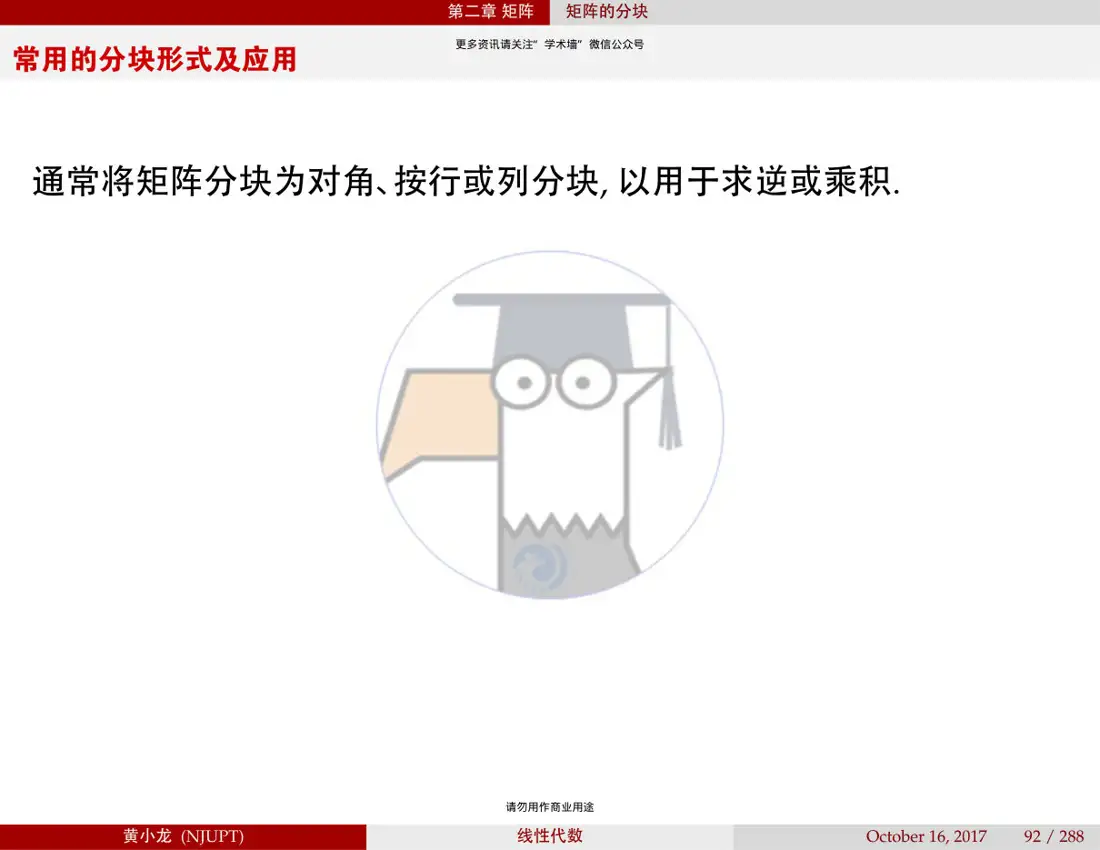 第二章 矩阵 矩阵的分块
更多资讯请关注“学术墙”微信公众号
常用的分块形式及应用
通常将矩阵分块为对角、按行或列分块, 以用于求逆或乘积.
请勿用作商业用途
黄小龙 (NJUPT) 线性代数 October 16, 2017 92 / 288